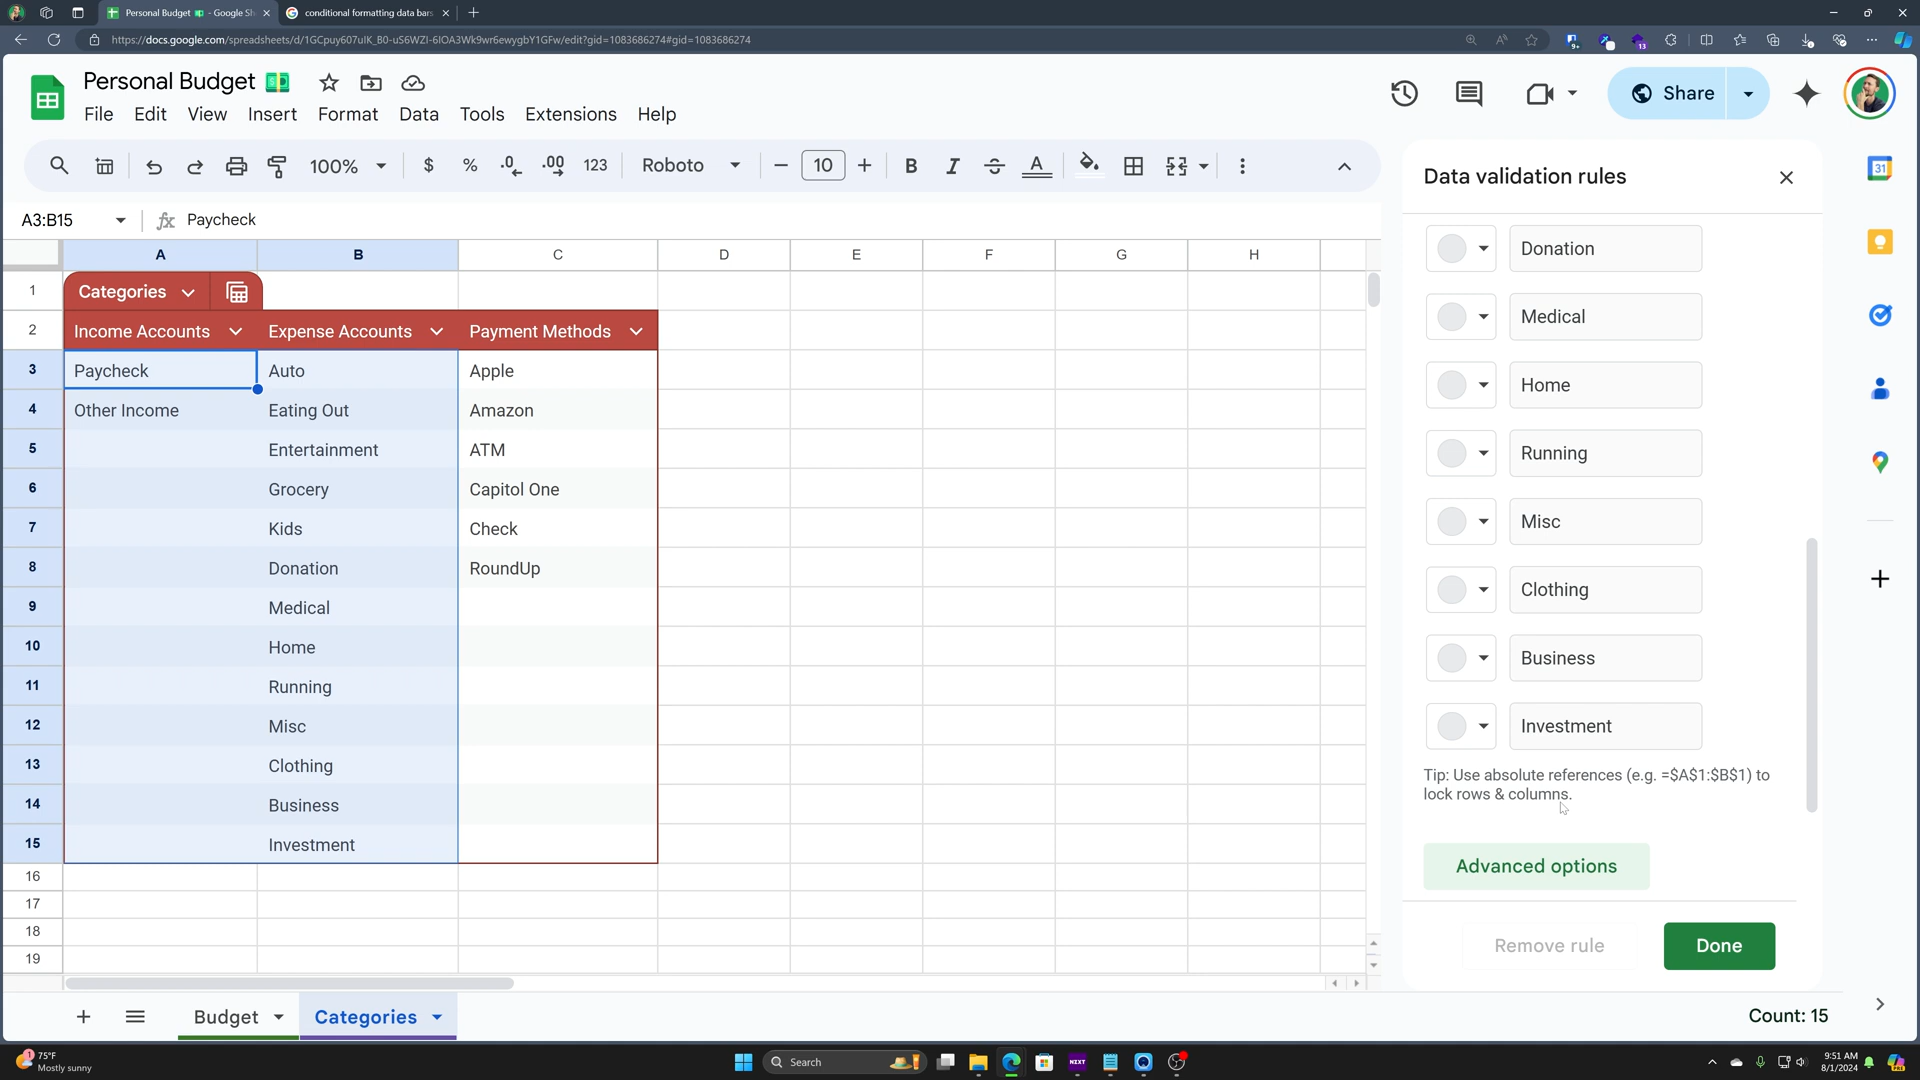 Personal Budget - Google Sh
conditional formatting data bars
https://docs.google.com/spreadsheets/d/1GCpuy607uIK_B0-uS6WZI-6IOA3Wk9wr6ewygbY1GFw/edit?gid=1083686274#gid=1083686274
Personal Budget
File Edit View Insert Format Data Tools Extensions Help
Share
100% $ % .0 .00 123 Roboto 10 B I S A
A3:B15 fx Paycheck
A B C D E F G H
1 Categories
2 Income Accounts Expense Accounts Payment Methods
3 Paycheck Auto Apple
4 Other Income Eating Out Amazon
5 Entertainment ATM
6 Grocery Capitol One
7 Kids Check
8 Donation RoundUp
9 Medical
10 Home
11 Running
12 Misc
13 Clothing
14 Business
15 Investment
16
17
18
19
Data validation rules
Donation
Medical
Home
Running
Misc
Clothing
Business
Investment
Tip: Use absolute references (e.g. =$A$1:$B$1) to
lock rows & columns.
Advanced options
Remove rule Done
31
Budget Categories
Count: 15
75°F
Mostly sunny
Search
NEXT
9:51 AM
8/1/2024